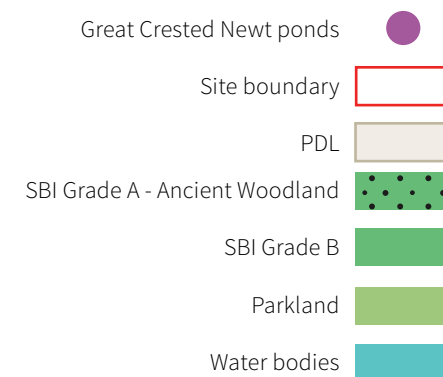 Great Crested Newt ponds
Site boundary
PDL
SBI Grade A - Ancient Woodland
SBI Grade B
Parkland
Water bodies